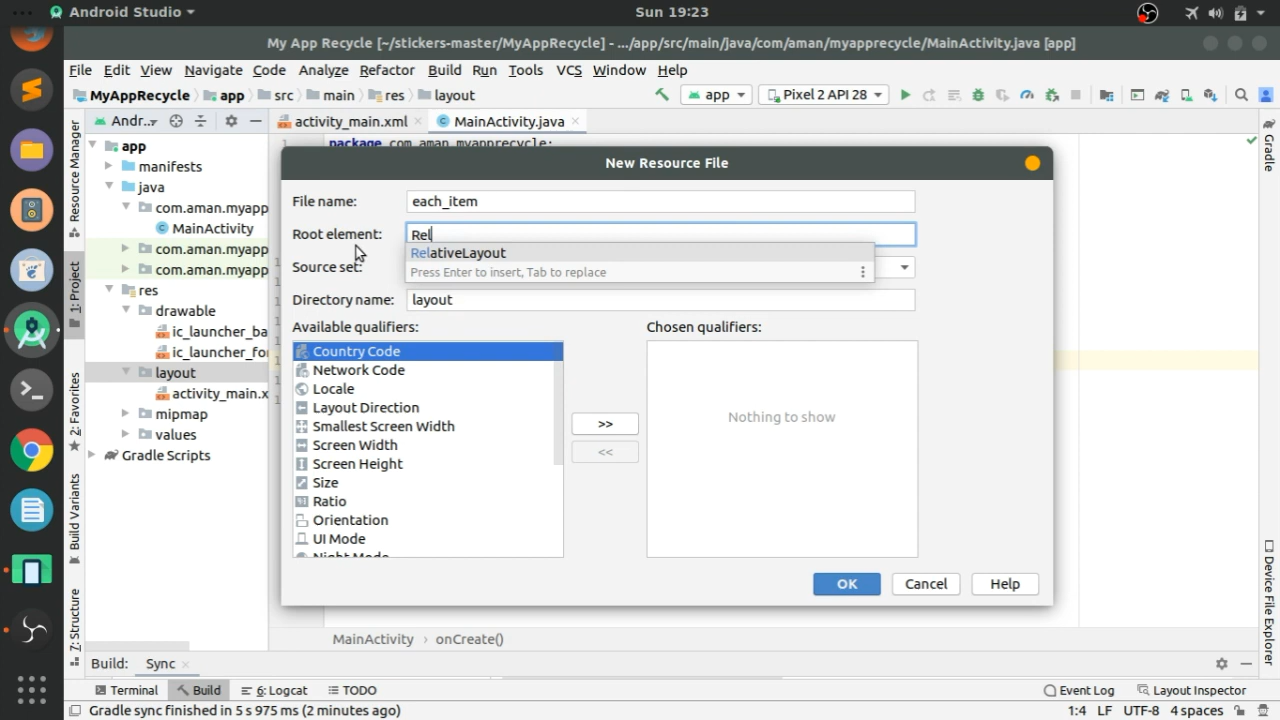 Android Studio
Sun 19:23
My App Recycle [~/stickers-master/MyAppRecycle] - .../app/src/main/java/com/aman/myapprecycle/MainActivity.java [app]
File Edit View Navigate Code Analyze Refactor Build Run Tools VCS Window Help
MyAppRecycle app src main res layout
app Pixel 2 API 28
Andr..
activity_main.xml MainActivity.java
1 package com.aman.myapprecycle;
Resource Manager
1: Project
2: Favorites
Build Variants
7: Structure
app
manifests
java
com.aman.myapp
MainActivity
com.aman.myapp
com.aman.myapp
res
drawable
ic_launcher_ba
ic_launcher_fo
layout
activity_main.x
mipmap
values
Gradle Scripts
New Resource File
File name: each_item
Root element: Rel
RelativeLayout
Press Enter to insert, Tab to replace
Source set:
Directory name: layout
Available qualifiers:
Chosen qualifiers:
Country Code
Network Code
Locale
Layout Direction
Smallest Screen Width
Screen Width
Screen Height
Size
Ratio
Orientation
UI Mode
Night Mode
>>
<<
Nothing to show
OK Cancel Help
Gradle
Device File Explorer
MainActivity › onCreate()
Build: Sync
Terminal Build 6: Logcat TODO
Event Log Layout Inspector
Gradle sync finished in 5 s 975 ms (2 minutes ago)
1:4 LF UTF-8 4 spaces